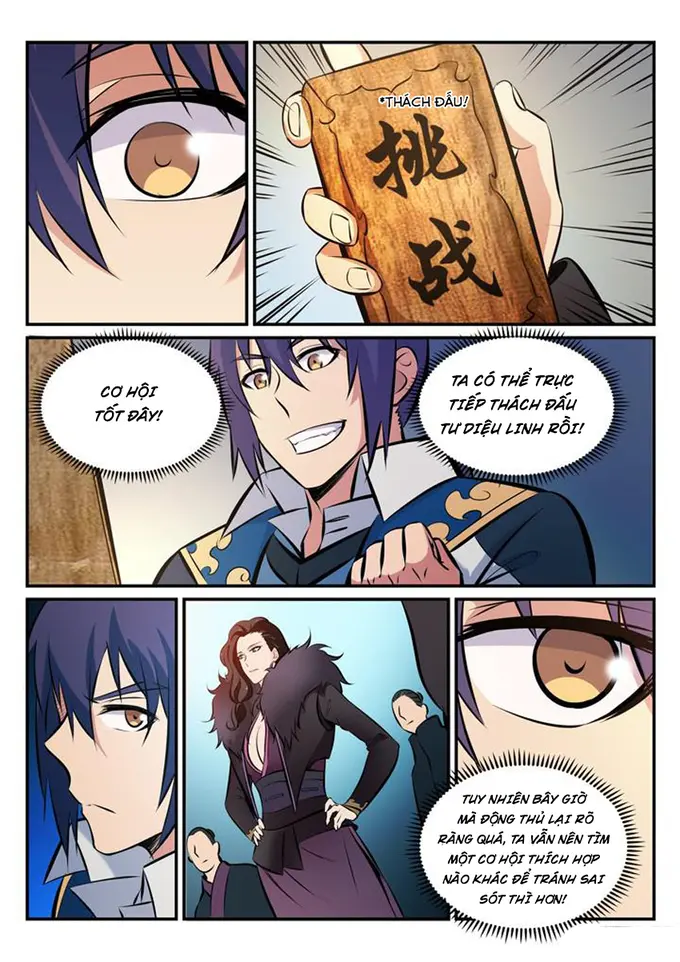 *THÁCH ĐẤU!
挑
战
CƠ HỘI
TỐT ĐÂY!
TA CÓ THỂ TRỰC
TIẾP THÁCH ĐẤU
TƯ DIỆU LINH RỒI!
TUY NHIÊN BÂY GIỜ
MÀ ĐỘNG THỦ LẠI RÕ
RÀNG QUÁ, TA VẪN NÊN TÌM
MỘT CƠ HỘI THÍCH HỢP
NÀO KHÁC ĐỂ TRÁNH SAI
SÓT THÌ HƠN!